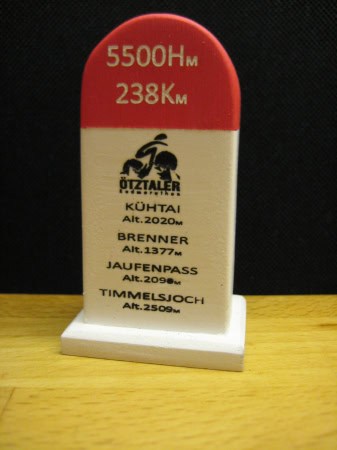 5500HM
238KM
ÖTZTALER
Radmarathon
KÜHTAI
Alt.2020M
BRENNER
Alt.1377M
JAUFENPASS
Alt.2090M
TIMMELSJOCH
Alt.2509M